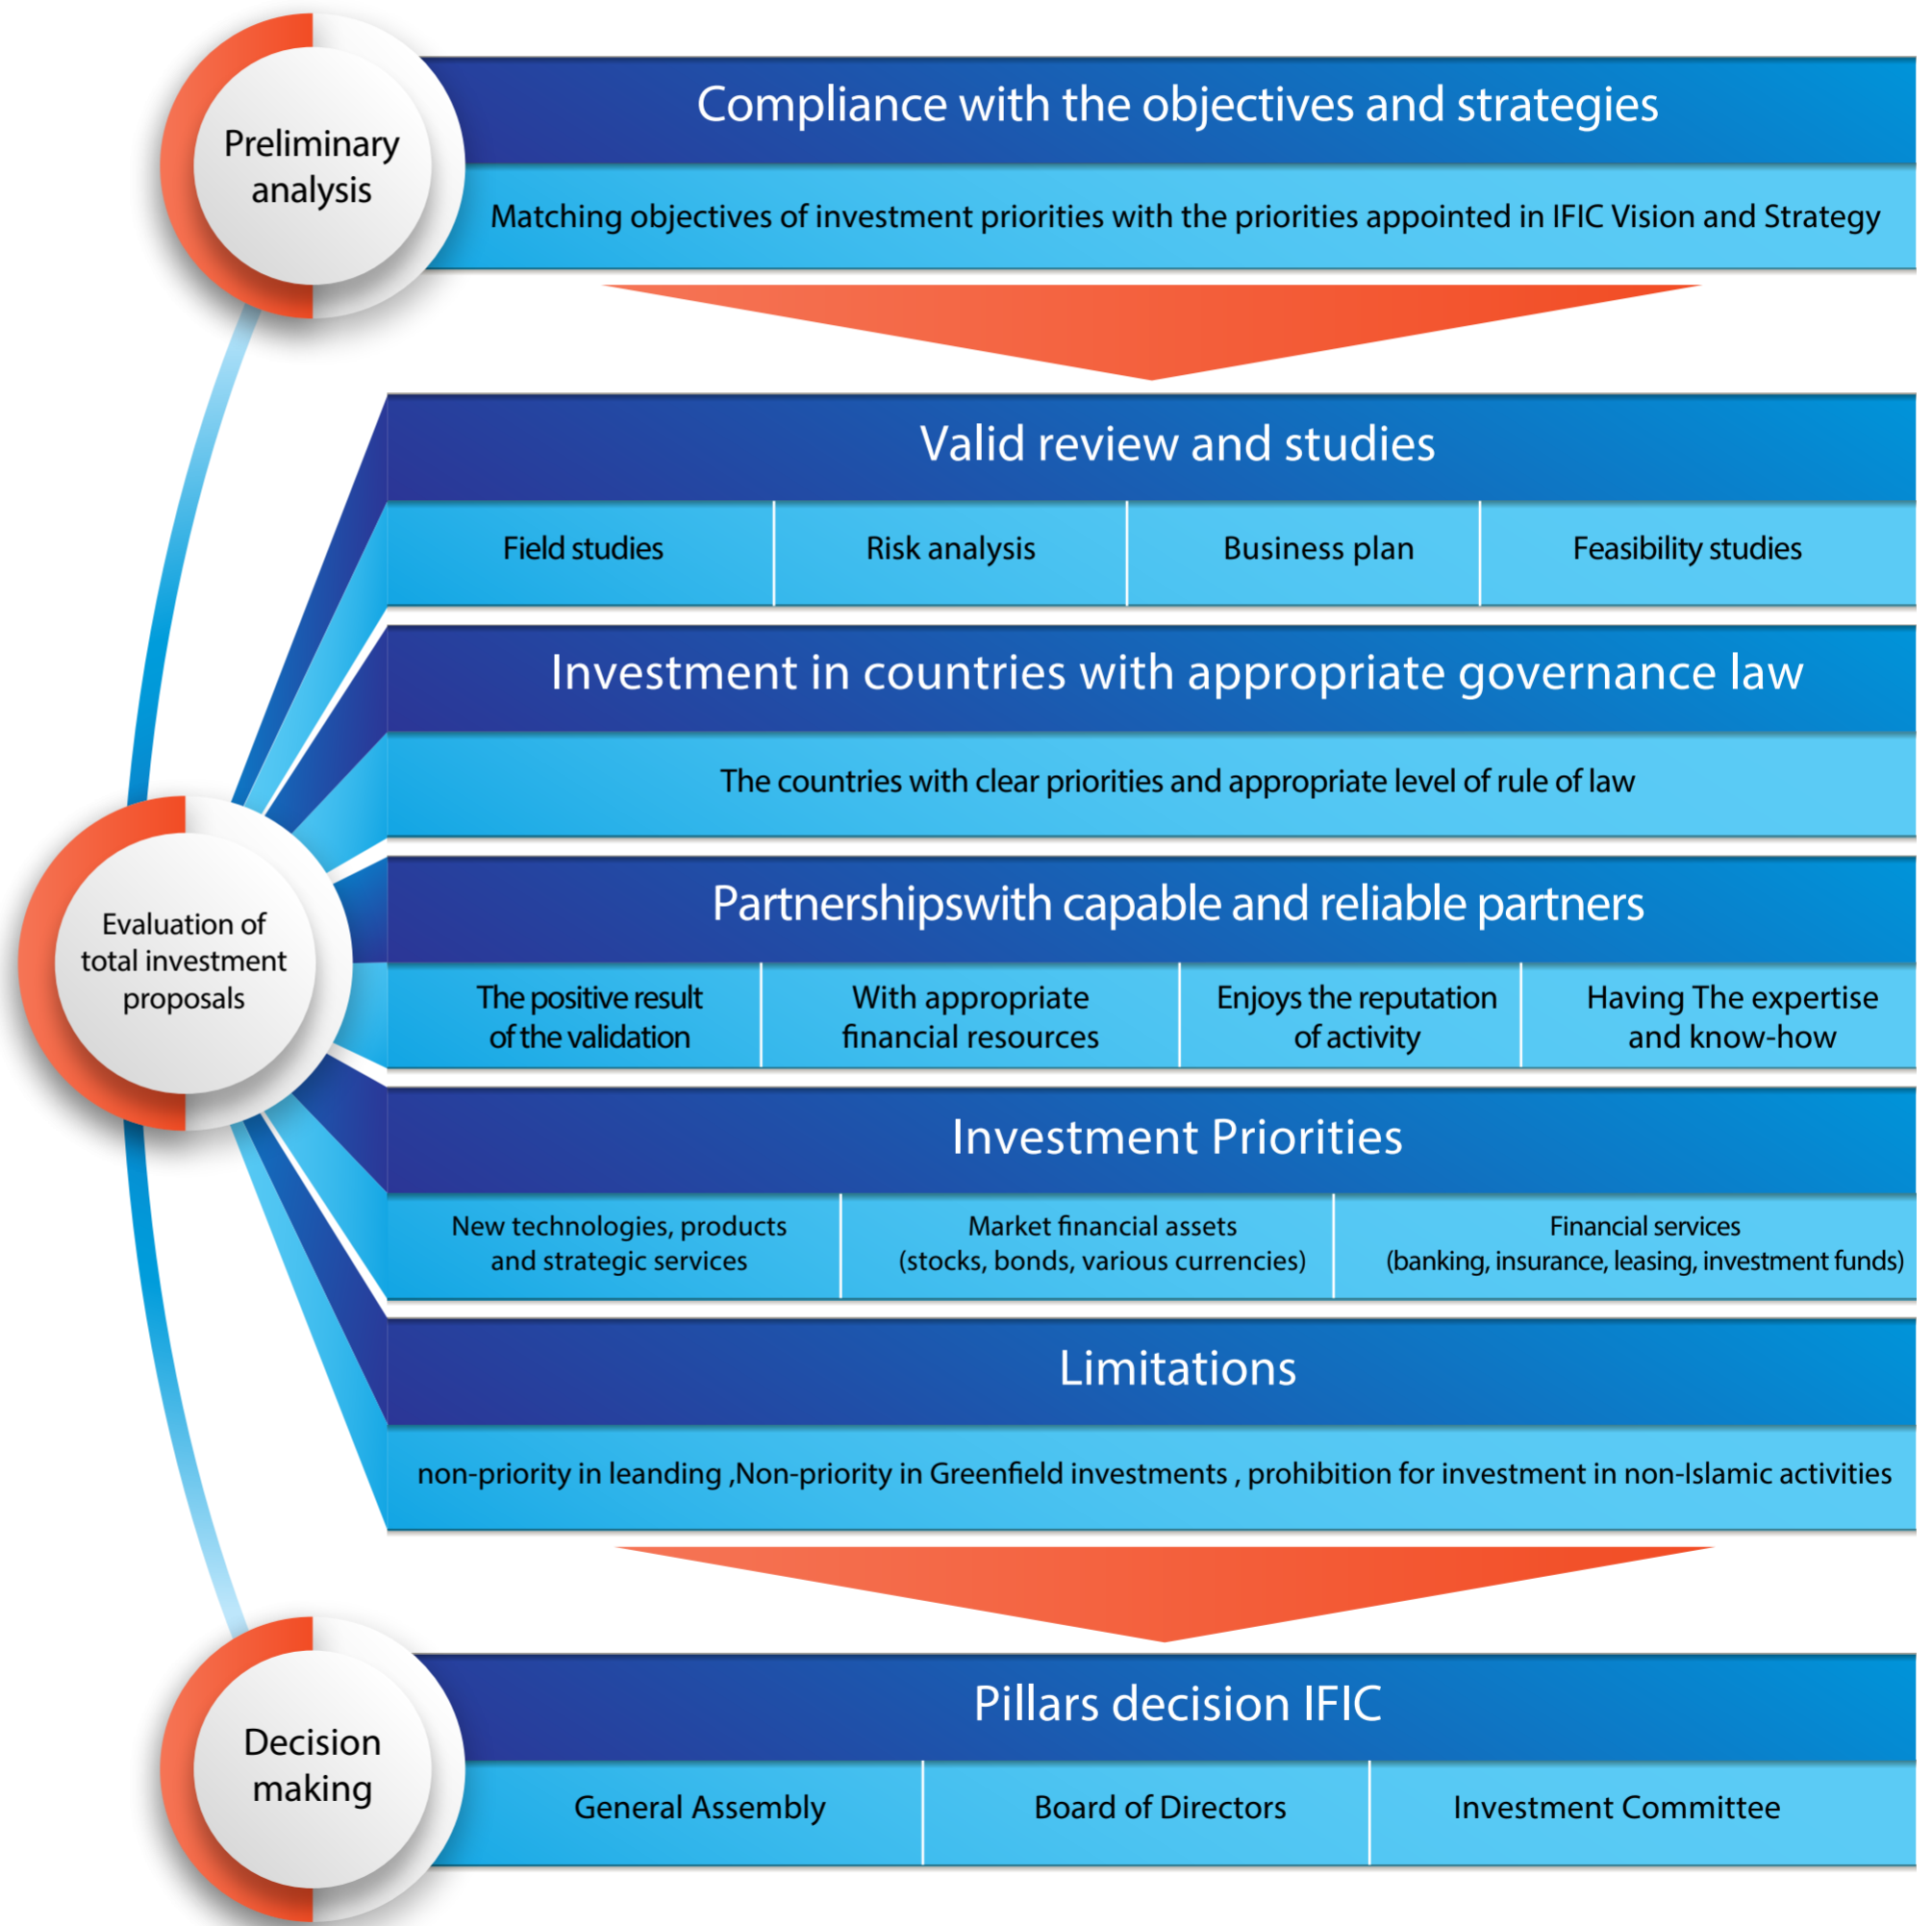 Preliminary
analysis
Compliance with the objectives and strategies
Matching objectives of investment priorities with the priorities appointed in IFIC Vision and Strategy
Evaluation of
total investment
proposals
Valid review and studies
Field studies
Risk analysis
Business plan
Feasibility studies
Investment in countries with appropriate governance law
The countries with clear priorities and appropriate level of rule of law
Partnershipswith capable and reliable partners
The positive result
of the validation
With appropriate
financial resources
Enjoys the reputation
of activity
Having The expertise
and know-how
Investment Priorities
New technologies, products
and strategic services
Market financial assets
(stocks, bonds, various currencies)
Financial services
(banking, insurance, leasing, investment funds)
Limitations
non-priority in leanding ,Non-priority in Greenfield investments , prohibition for investment in non-Islamic activities
Decision
making
Pillars decision IFIC
General Assembly
Board of Directors
Investment Committee